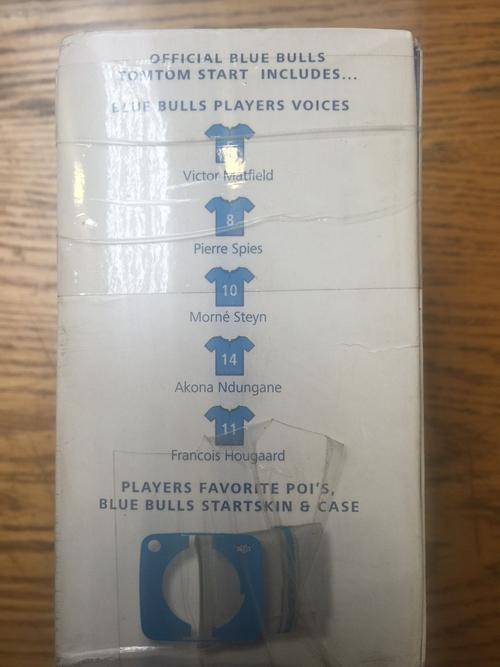 OFFICIAL BLUE BULLS
TOMTOM START INCLUDES...
BLUE BULLS PLAYERS VOICES
Victor Matfield
8
Pierre Spies
10
Morné Steyn
14
Akona Ndungane
11
Francois Hougaard
PLAYERS FAVORITE POI'S,
BLUE BULLS STARTSKIN & CASE